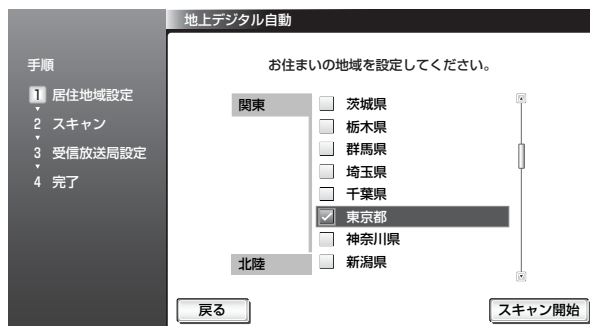 地上デジタル自動
手順
1 居住地域設定
2 スキャン
3 受信放送局設定
4 完了
お住まいの地域を設定してください。
関東
茨城県
栃木県
群馬県
埼玉県
千葉県
東京都
神奈川県
北陸
新潟県
戻る
スキャン開始